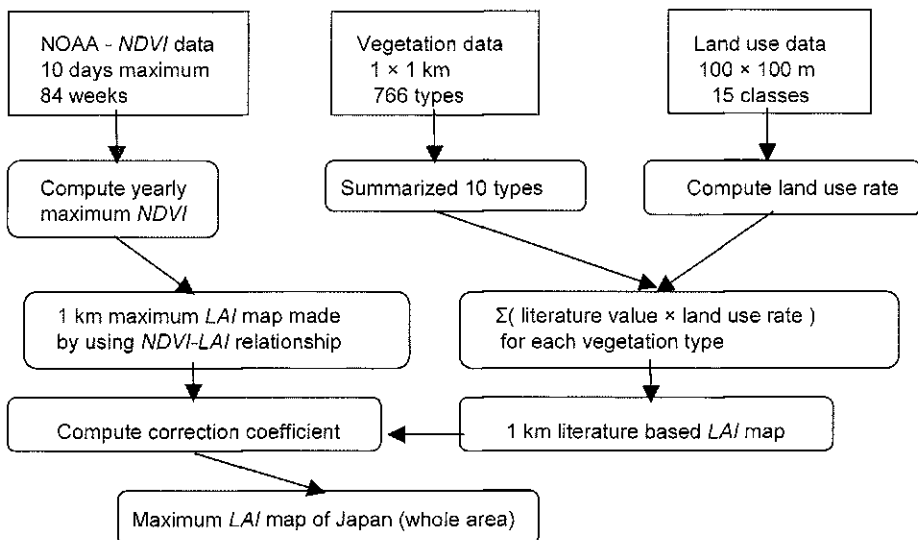 NOAA - NDVI data
10 days maximum
84 weeks
Vegetation data
1 × 1 km
766 types
Land use data
100 × 100 m
15 classes
Compute yearly
maximum NDVI
Summarized 10 types
Compute land use rate
1 km maximum LAI map made
by using NDVI-LAI relationship
Σ( literature value × land use rate )
for each vegetation type
Compute correction coefficient
1 km literature based LAI map
Maximum LAI map of Japan (whole area)